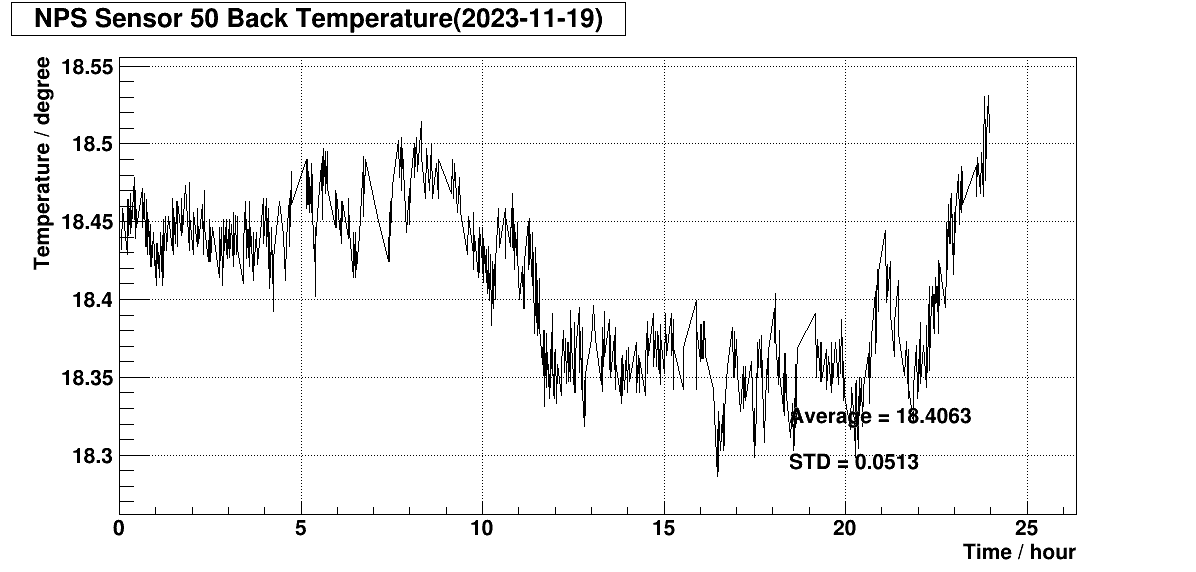 NPS Sensor 50 Back Temperature(2023-11-19)
Temperature / degree
18.55
18.5
18.45
18.4
18.35
18.3
Average = 18.4063
STD = 0.0513
0 5 10 15 20 25
Time / hour